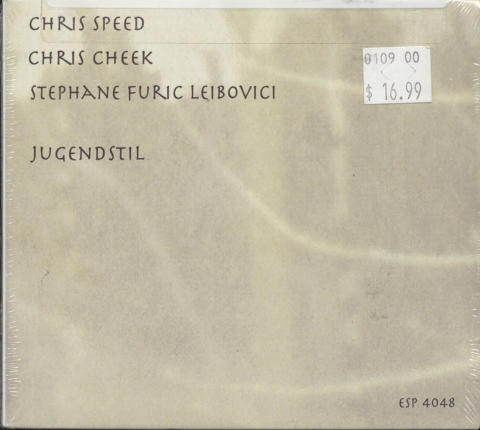 CHRIS SPEED
CHRIS CHEEK
STEPHANE FURIC LEIBOVICI
JUGENDSTIL
0109 00
$ 16.99
ESP 4048